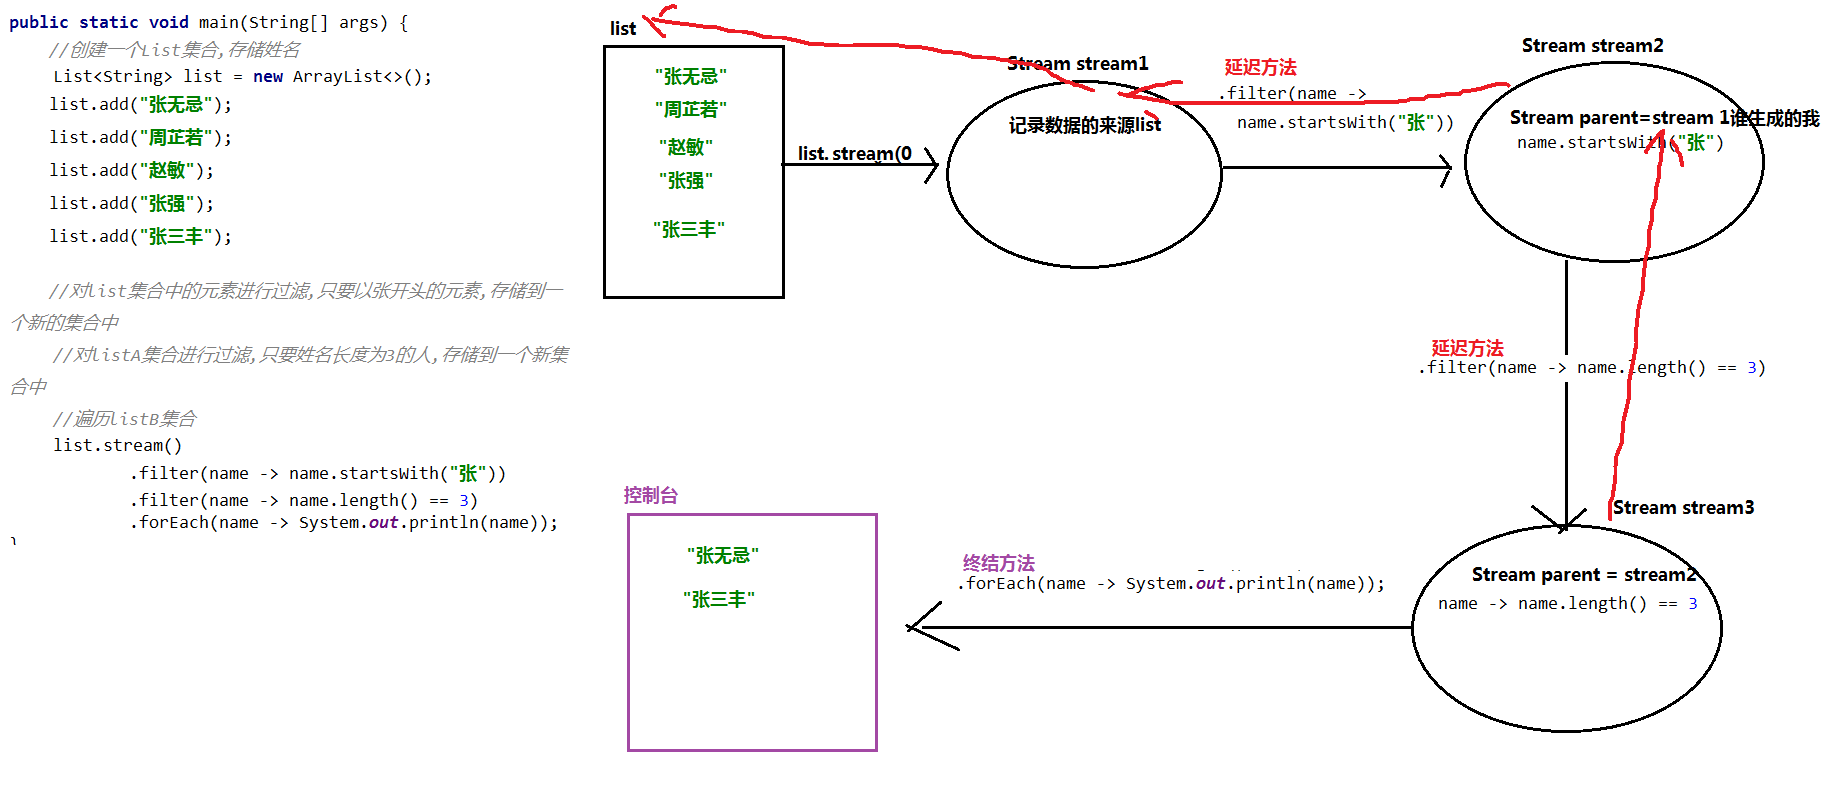 public static void main(String[] args) {
//创建一个List集合,存储姓名
List<String> list = new ArrayList<>();
list.add("张无忌");
list.add("周芷若");
list.add("赵敏");
list.add("张强");
list.add("张三丰");
//对list集合中的元素进行过滤,只要以张开头的元素,存储到一
个新的集合中
//对listA集合进行过滤,只要姓名长度为3的人,存储到一个新集
合中
//遍历listB集合
list.stream()
.filter(name -> name.startsWith("张"))
.filter(name -> name.length() == 3)
.forEach(name -> System.out.println(name));
}
list
"张无忌"
"周芷若"
"赵敏"
"张强"
"张三丰"
list.stream(0
Stream stream1
记录数据的来源list
延迟方法
.filter(name ->
name.startsWith("张"))
Stream stream2
Stream parent=stream 1谁生成的我
name.startsWith("张")
延迟方法
.filter(name -> name.length() == 3)
Stream stream3
Stream parent = stream2
name -> name.length() == 3
终结方法
.forEach(name -> System.out.println(name));
控制台
"张无忌"
"张三丰"